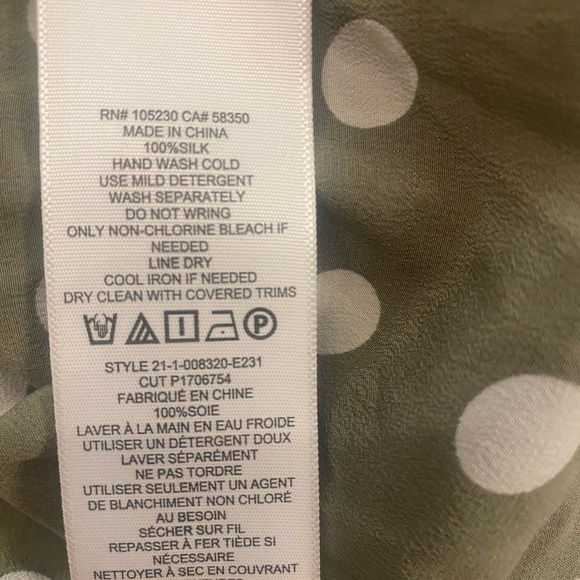 RN# 105230 CA# 58350
MADE IN CHINA
100%SILK
HAND WASH COLD
USE MILD DETERGENT
WASH SEPARATELY
DO NOT WRING
ONLY NON-CHLORINE BLEACH IF
NEEDED
LINE DRY
COOL IRON IF NEEDED
DRY CLEAN WITH COVERED TRIMS
P
STYLE 21-1-008320-E231
CUT P1706754
FABRIQUÉ EN CHINE
100%SOIE
LAVER À LA MAIN EN EAU FROIDE
UTILISER UN DÉTERGENT DOUX
LAVER SÉPARÉMENT
NE PAS TORDRE
UTILISER SEULEMENT UN AGENT
DE BLANCHIMENT NON CHLORÉ
AU BESOIN
SÉCHER SUR FIL
REPASSER À FER TIÈDE SI
NÉCESSAIRE
NETTOYER À SEC EN COUVRANT